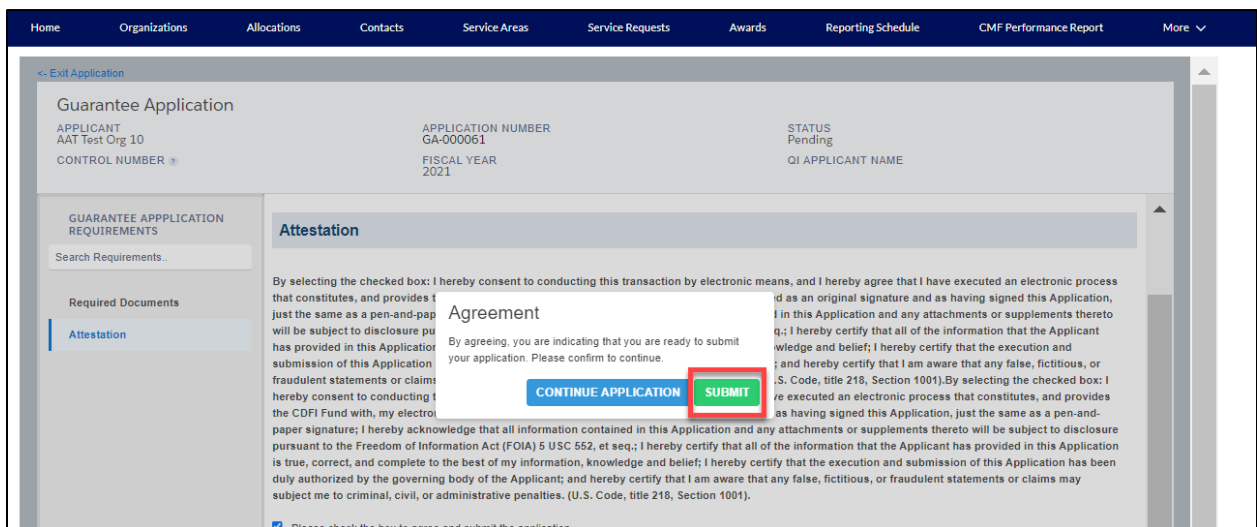 Home Organizations Allocations Contacts Service Areas Service Requests Awards Reporting Schedule CMF Performance Report More
<- Exit Application
Guarantee Application
APPLICANT APPLICATION NUMBER STATUS
AAT Test Org 10 GA-000061 Pending
CONTROL NUMBER ? FISCAL YEAR QI APPLICANT NAME
2021
GUARANTEE APPPLICATION
REQUIREMENTS
Search Requirements..
Required Documents
Attestation
Attestation
By selecting the checked box: I hereby consent to conducting this transaction by electronic means, and I hereby agree that I have executed an electronic process
that constitutes, and provides t ed as an original signature and as having signed this Application,
just the same as a pen-and-pap d in this Application and any attachments or supplements thereto
will be subject to disclosure pu q.; I hereby certify that all of the information that the Applicant
has provided in this Application wledge and belief; I hereby certify that the execution and
submission of this Application ; and hereby certify that I am aware that any false, fictitious, or
fraudulent statements or claims .S. Code, title 218, Section 1001).By selecting the checked box: I
hereby consent to conducting t ve executed an electronic process that constitutes, and provides
the CDFI Fund with, my electron as having signed this Application, just the same as a pen-and-
paper signature; I hereby acknowledge that all information contained in this Application and any attachments or supplements thereto will be subject to disclosure
pursuant to the Freedom of Information Act (FOIA) 5 USC 552, et seq.; I hereby certify that all of the information that the Applicant has provided in this Application
is true, correct, and complete to the best of my information, knowledge and belief; I hereby certify that the execution and submission of this Application has been
duly authorized by the governing body of the Applicant; and hereby certify that I am aware that any false, fictitious, or fraudulent statements or claims may
subject me to criminal, civil, or administrative penalties. (U.S. Code, title 218, Section 1001).
Agreement
By agreeing, you are indicating that you are ready to submit
your application. Please confirm to continue.
CONTINUE APPLICATION SUBMIT
Please check the box to agree and submit the application